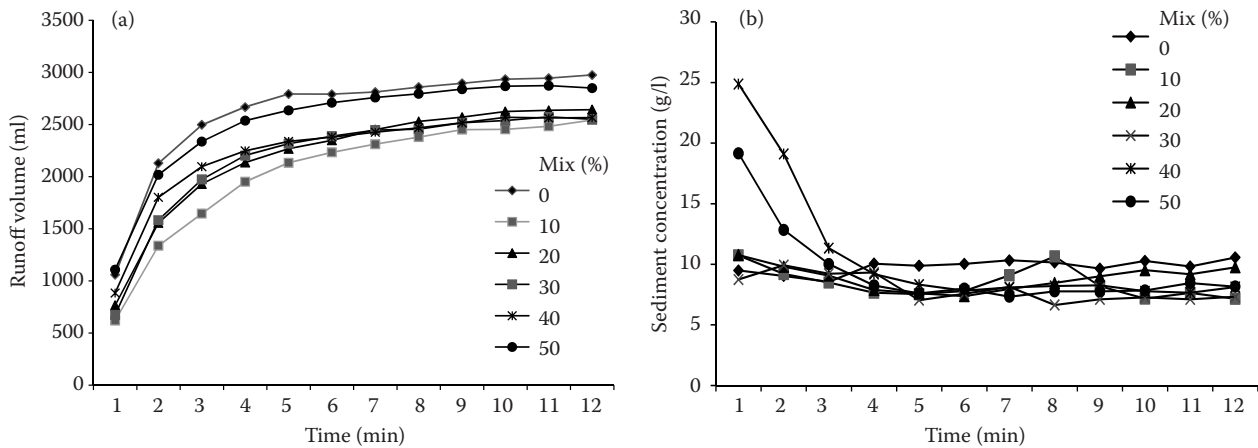 (a)
Runoff volume (ml)
3500
3000
2500
2000
1500
1000
500
0
Mix (%)
0
10
20
30
40
50
1 2 3 4 5 6 7 8 9 10 11 12
Time (min)
(b)
Sediment concentration (g/l)
30
25
20
15
10
5
0
Mix (%)
0
10
20
30
40
50
1 2 3 4 5 6 7 8 9 10 11 12
Time (min)